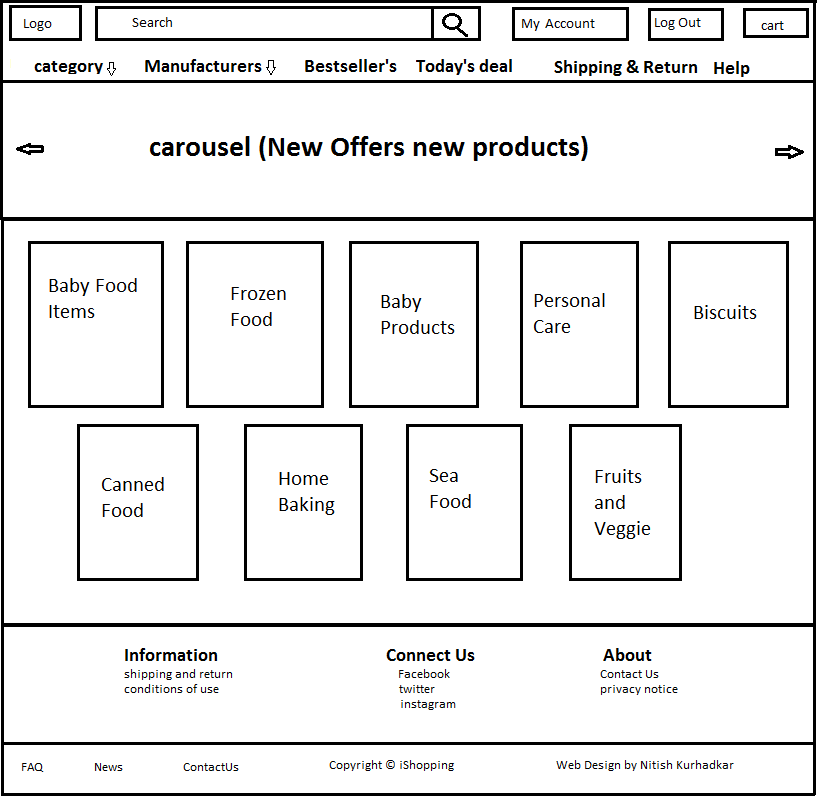 Logo
Search
My Account
Log Out
cart
category
Manufacturers
Bestseller's
Today's deal
Shipping & Return
Help
carousel (New Offers new products)
Baby Food
Items
Frozen
Food
Baby
Products
Personal
Care
Biscuits
Canned
Food
Home
Baking
Sea
Food
Fruits
and
Veggie
Information
shipping and return
conditions of use
Connect Us
Facebook
twitter
instagram
About
Contact Us
privacy notice
FAQ
News
ContactUs
Copyright © iShopping
Web Design by Nitish Kurhadkar